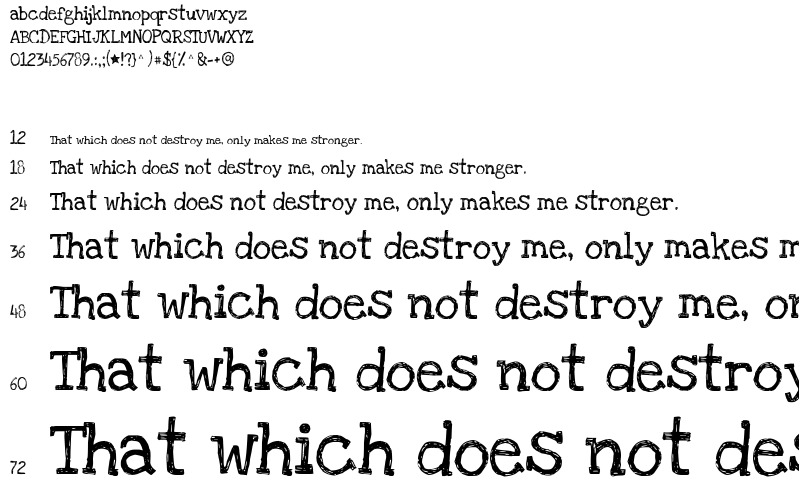 abcdefghijklmnopqrstuvwxyz
ABCDEFGHIJKLMNOPQRSTUVWXYZ
0123456789.:,;(*!?}^)#${%^&-+@
12 That which does not destroy me, only makes me stronger.
18 That which does not destroy me, only makes me stronger.
24 That which does not destroy me, only makes me stronger.
36 That which does not destroy me, only makes m
48 That which does not destroy me, on
60 That which does not destroy
72 That which does not des